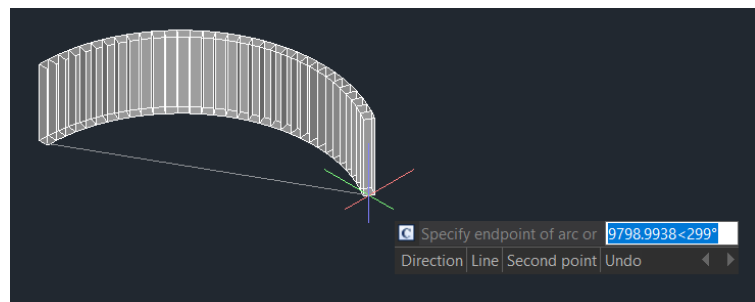 C Specify endpoint of arc or 9798.9938<299°
Direction Line Second point Undo